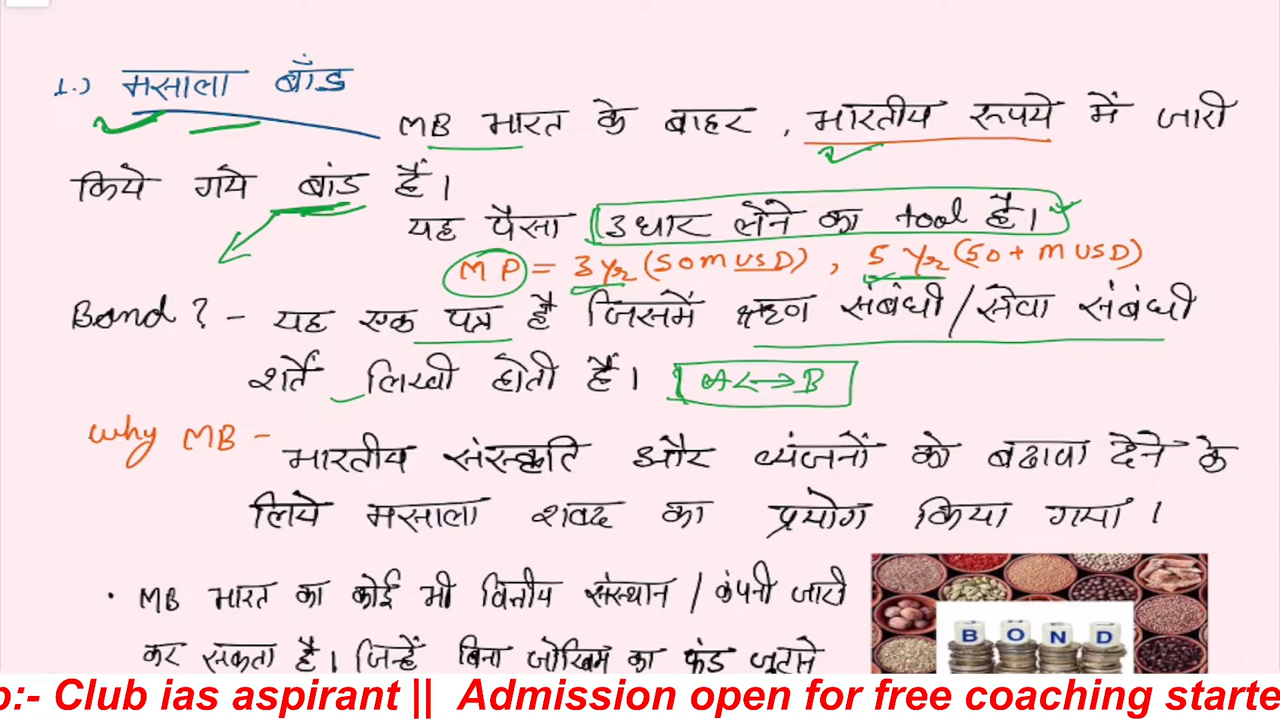 1.) मसाला बॉंड
MB भारत के बाहर , भारतीय रूपये में जारी
किये गये बांड हैं।
यह पैसा उधार लेने का tool है।
MP = 3 Yr (50 m USD) , 5 Yr (50 + m USD)
Bond ? - यह एक पत्र है जिसमें ऋण संबंधी / सेवा संबंधी
शर्तें लिखी होती हैं। A <-> B
Why MB - भारतीय संस्कृति और व्यंजनों को बढावा देने के
लिये मसाला शब्द का प्रयोग किया गया ।
• MB भारत का कोई भी वित्तीय संस्थान / कंपनी जारी
कर सकता है। जिन्हें बिना जोखिम का फंड जुटाने
BOND
p:- Club ias aspirant || Admission open for free coaching starte